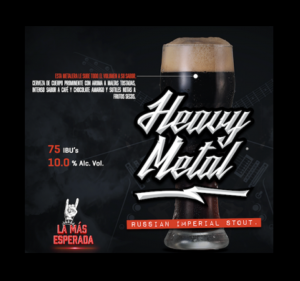 CERVEZA DE CUERPO PROMINENTE CON AROMA A MALTAS TOSTADAS,
INTENSO SABOR A CAFÉ Y CHOCOLATE AMARGO Y SUTILES NOTAS A
FRUTOS SECOS.
Heavy
Metal
75 IBU's
10.0 % Alc. Vol.
RUSSIAN IMPERIAL STOUT.
LA MÁS
ESPERADA